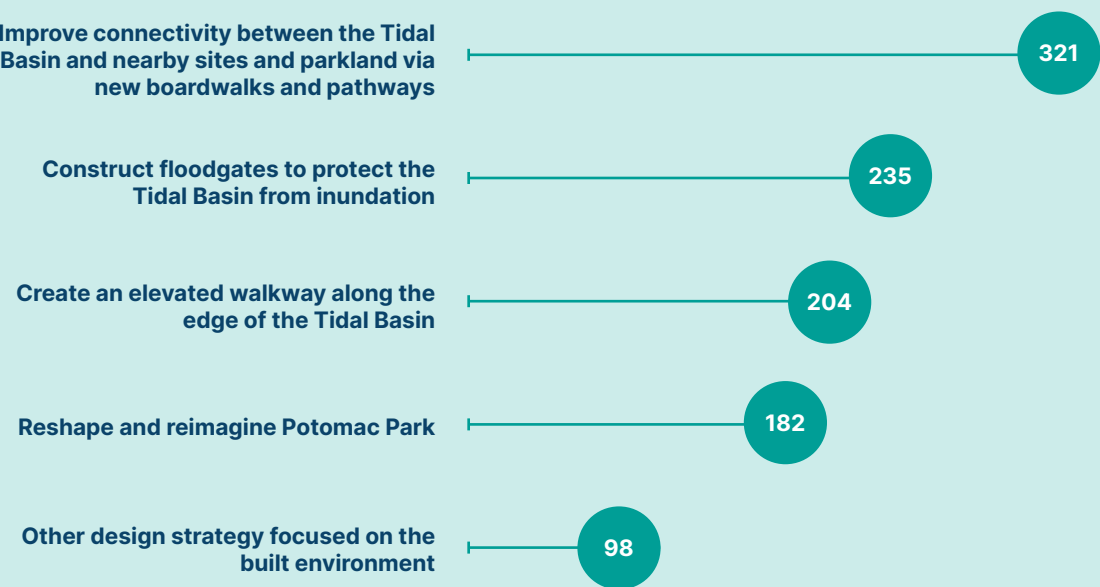 Improve connectivity between the Tidal
Basin and nearby sites and parkland via
new boardwalks and pathways
321
Construct floodgates to protect the
Tidal Basin from inundation
235
Create an elevated walkway along the
edge of the Tidal Basin
204
Reshape and reimagine Potomac Park
182
Other design strategy focused on the
built environment
98